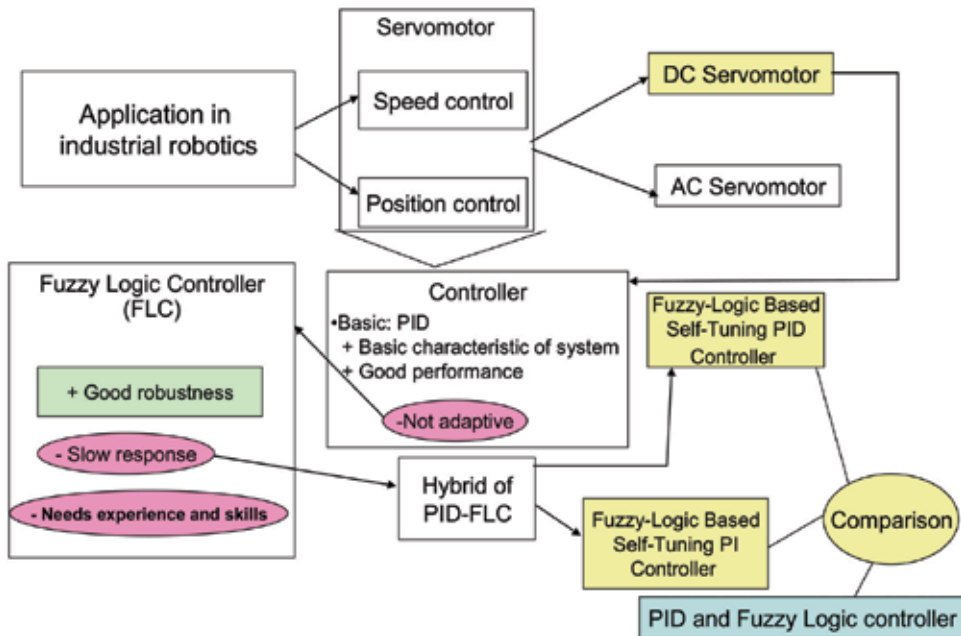 Servomotor
Application in
industrial robotics
Speed control
Position control
DC Servomotor
AC Servomotor
Fuzzy Logic Controller
(FLC)
+ Good robustness
- Slow response
- Needs experience and skills
Controller
•Basic: PID
+ Basic characteristic of system
+ Good performance
-Not adaptive
Hybrid of
PID-FLC
Fuzzy-Logic Based
Self-Tuning PID
Controller
Fuzzy-Logic Based
Self-Tuning PI
Controller
Comparison
PID and Fuzzy Logic controller